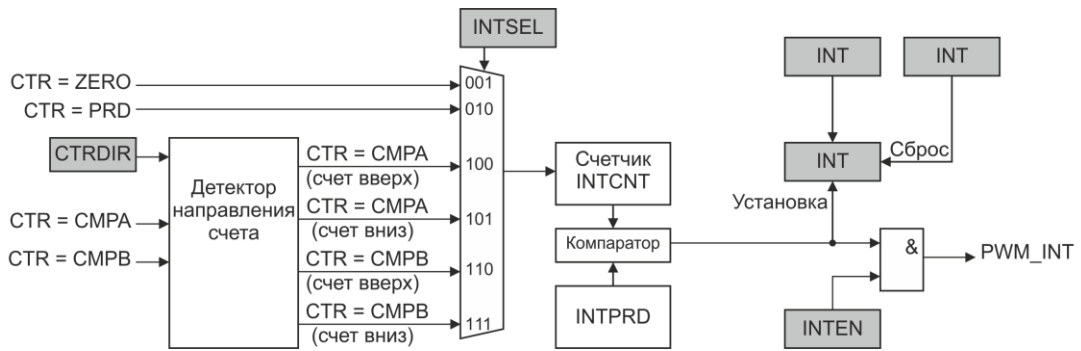 INTSEL
INT
INT
CTR = ZERO
001
CTR = PRD
010
CTRDIR
CTR = CMPA
(счет вверх)
100
Счетчик
INTCNT
INT
Сброс
Детектор
направления
счета
CTR = CMPA
CTR = CMPA
(счет вниз)
101
Установка
CTR = CMPB
CTR = CMPB
(счет вверх)
110
Компаратор
&
PWM_INT
CTR = CMPB
(счет вниз)
111
INTPRD
INTEN